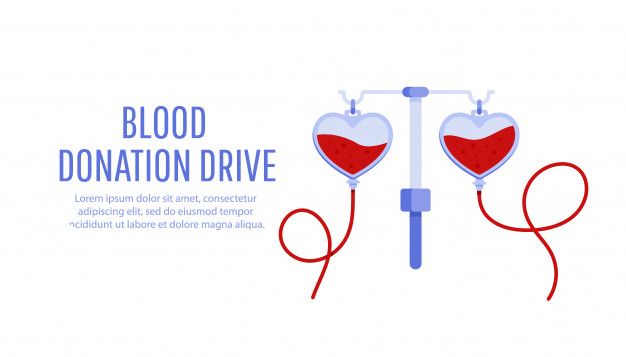 BLOOD
DONATION DRIVE
Lorem ipsum dolor sit amet, consectetur
adipiscing elit, sed do eiusmod tempor
ncididunt ut labore et dolore magna aliqua.